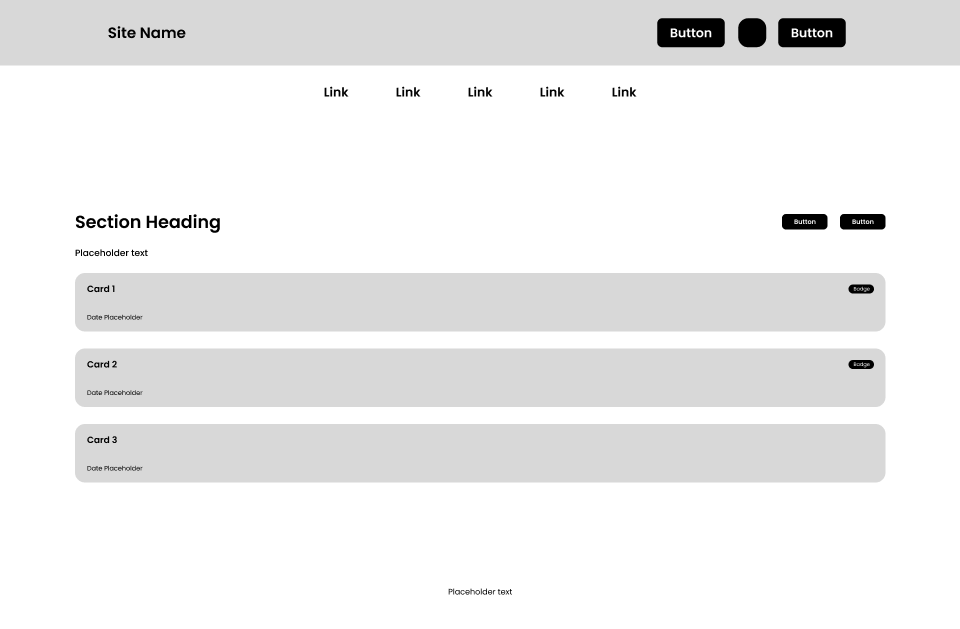 Site Name
Button
Button
Link Link Link Link Link
Section Heading
Button
Button
Placeholder text
Card 1
Badge
Date Placeholder
Card 2
Badge
Date Placeholder
Card 3
Date Placeholder
Placeholder text